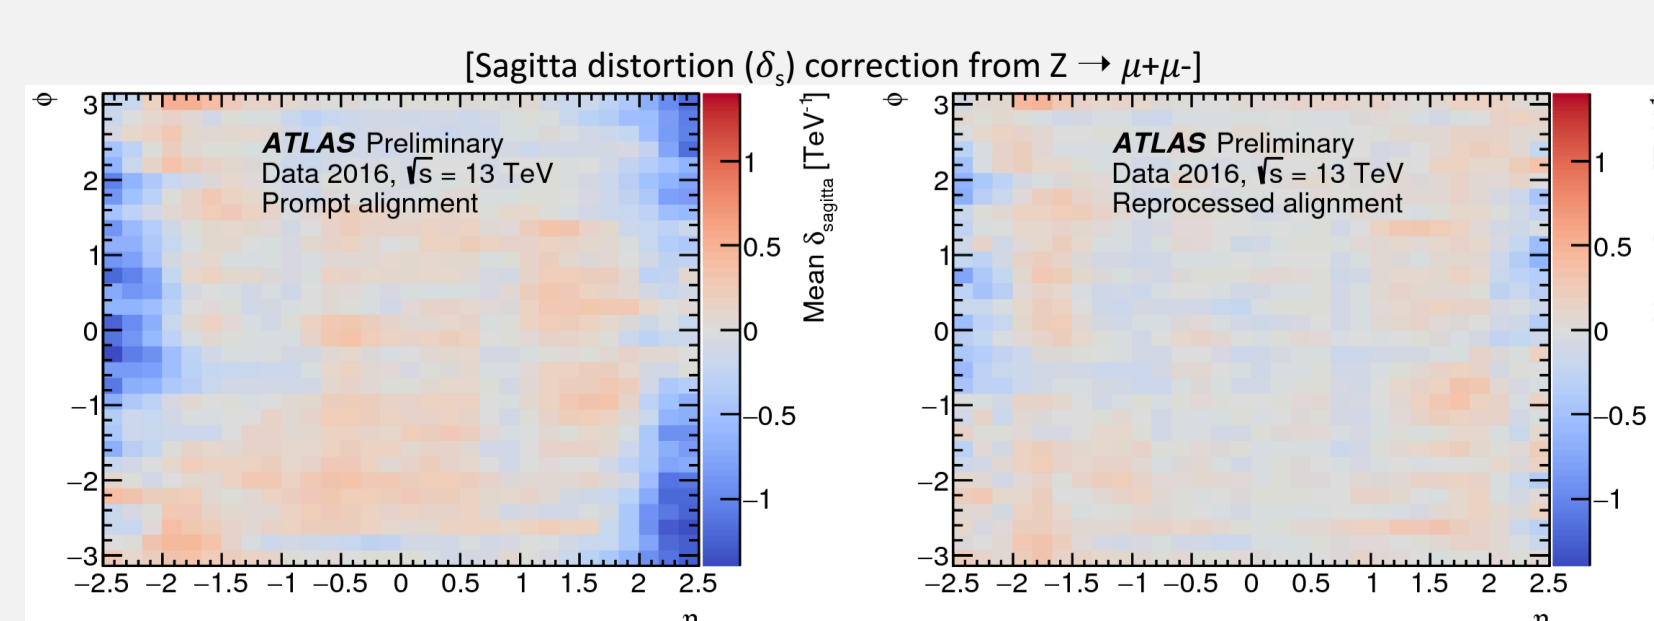 [Sagitta distortion (δs) correction from Z → μ+μ-]
ϕ
3
2
1
0
−1
−2
−3
ATLAS Preliminary
Data 2016, √s = 13 TeV
Prompt alignment
−2.5 −2 −1.5 −1 −0.5 0 0.5 1 1.5 2 2.5
1
0.5
0
−0.5
−1
Mean δsagitta [TeV-1]
ϕ
3
2
1
0
−1
−2
−3
ATLAS Preliminary
Data 2016, √s = 13 TeV
Reprocessed alignment
−2.5 −2 −1.5 −1 −0.5 0 0.5 1 1.5 2 2.5
1
0.5
0
−0.5
−1